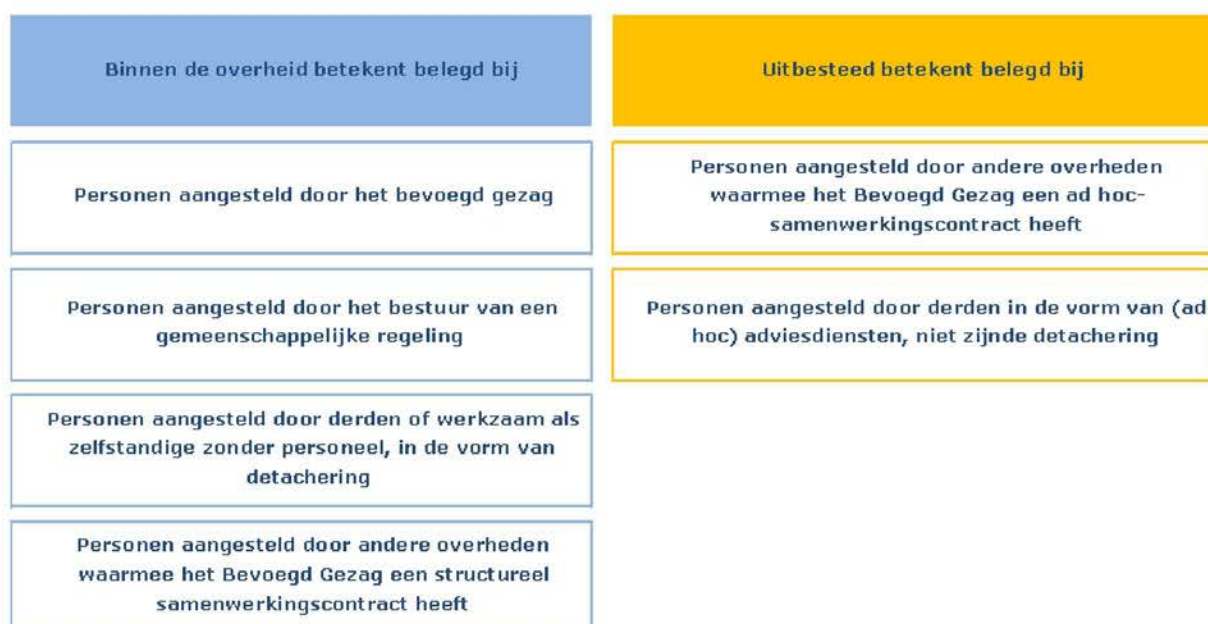 Binnen de overheid betekent belegd bij
Personen aangesteld door het bevoegd gezag
Personen aangesteld door het bestuur van een
gemeenschappelijke regeling
Personen aangesteld door derden of werkzaam als
zelfstandige zonder personeel, in de vorm van
detachering
Personen aangesteld door andere overheden
waarmee het Bevoegd Gezag een structureel
samenwerkingscontract heeft
Uitbesteed betekent belegd bij
Personen aangesteld door andere overheden
waarmee het Bevoegd Gezag een ad hoc-
samenwerkingscontract heeft
Personen aangesteld door derden in de vorm van (ad
hoc) adviesdiensten, niet zijnde detachering